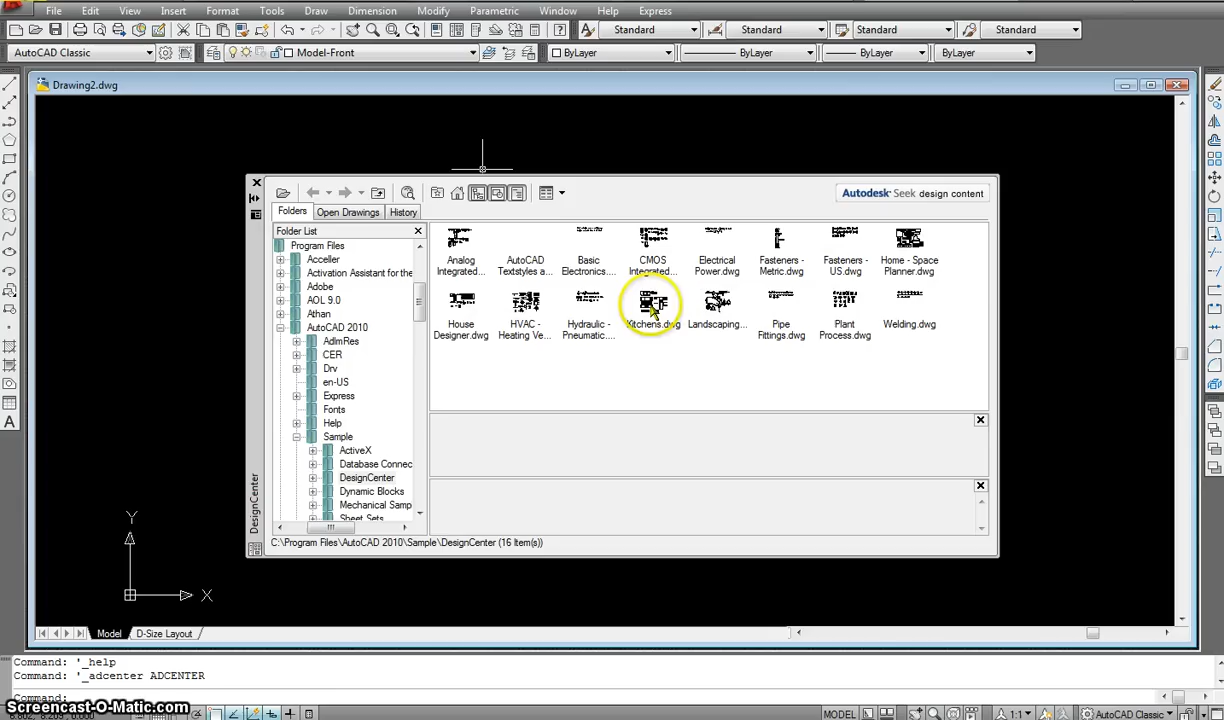 File Edit View Insert Format Tools Draw Dimension Modify Parametric Window Help Express
Standard Standard Standard Standard
AutoCAD Classic Model-Front ByLayer ByLayer ByLayer ByLayer
Drawing2.dwg
Autodesk Seek design content
Folders Open Drawings History
Folder List
Program Files
Acceller
Activation Assistant for the
Adobe
AOL 9.0
Athan
AutoCAD 2010
AdlmRes
CER
Drv
en-US
Express
Fonts
Help
Sample
ActiveX
Database Connec
DesignCenter
Dynamic Blocks
Mechanical Samp
Sheet Sets
Analog Integrated...
AutoCAD Textstyles a...
Basic Electronics....
CMOS Integrated...
Electrical Power.dwg
Fasteners - Metric.dwg
Fasteners - US.dwg
Home - Space Planner.dwg
House Designer.dwg
HVAC - Heating Ve...
Hydraulic - Pneumatic....
Kitchens.dwg
Landscaping...
Pipe Fittings.dwg
Plant Process.dwg
Welding.dwg
DesignCenter
C:\Program Files\AutoCAD 2010\Sample\DesignCenter (16 Item(s))
Y
X
Model D-Size Layout
Command: '_help
Command: '_adcenter ADCENTER
Command:
Screencast-O-Matic.com
MODEL 1:1 AutoCAD Classic